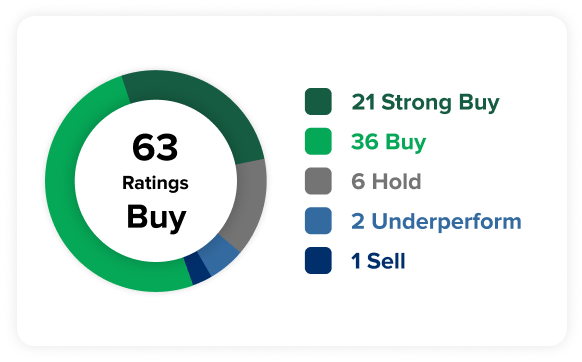 63
Ratings
Buy
21 Strong Buy
36 Buy
6 Hold
2 Underperform
1 Sell